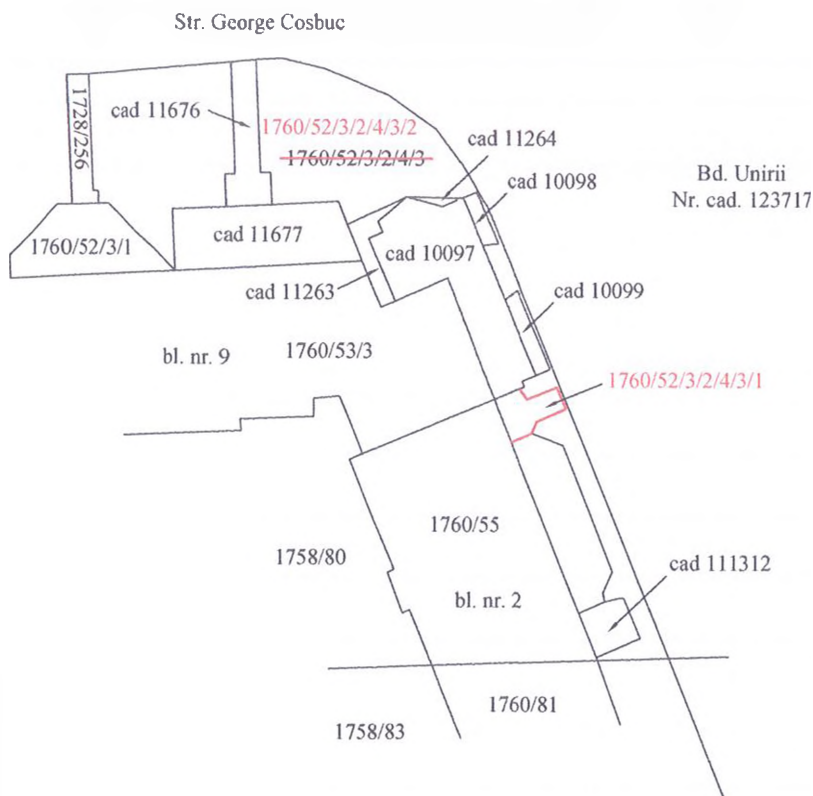 Str. George Cosbuc
1728/256
cad 11676
1760/52/3/2/4/3/2
1760/52/3/2/4/3
cad 11264
cad 10098
Bd. Unirii
Nr. cad. 123717
1760/52/3/1
cad 11677
cad 10097
cad 11263
cad 10099
bl. nr. 9
1760/53/3
1760/52/3/2/4/3/1
1760/55
1758/80
cad 111312
bl. nr. 2
1760/81
1758/83